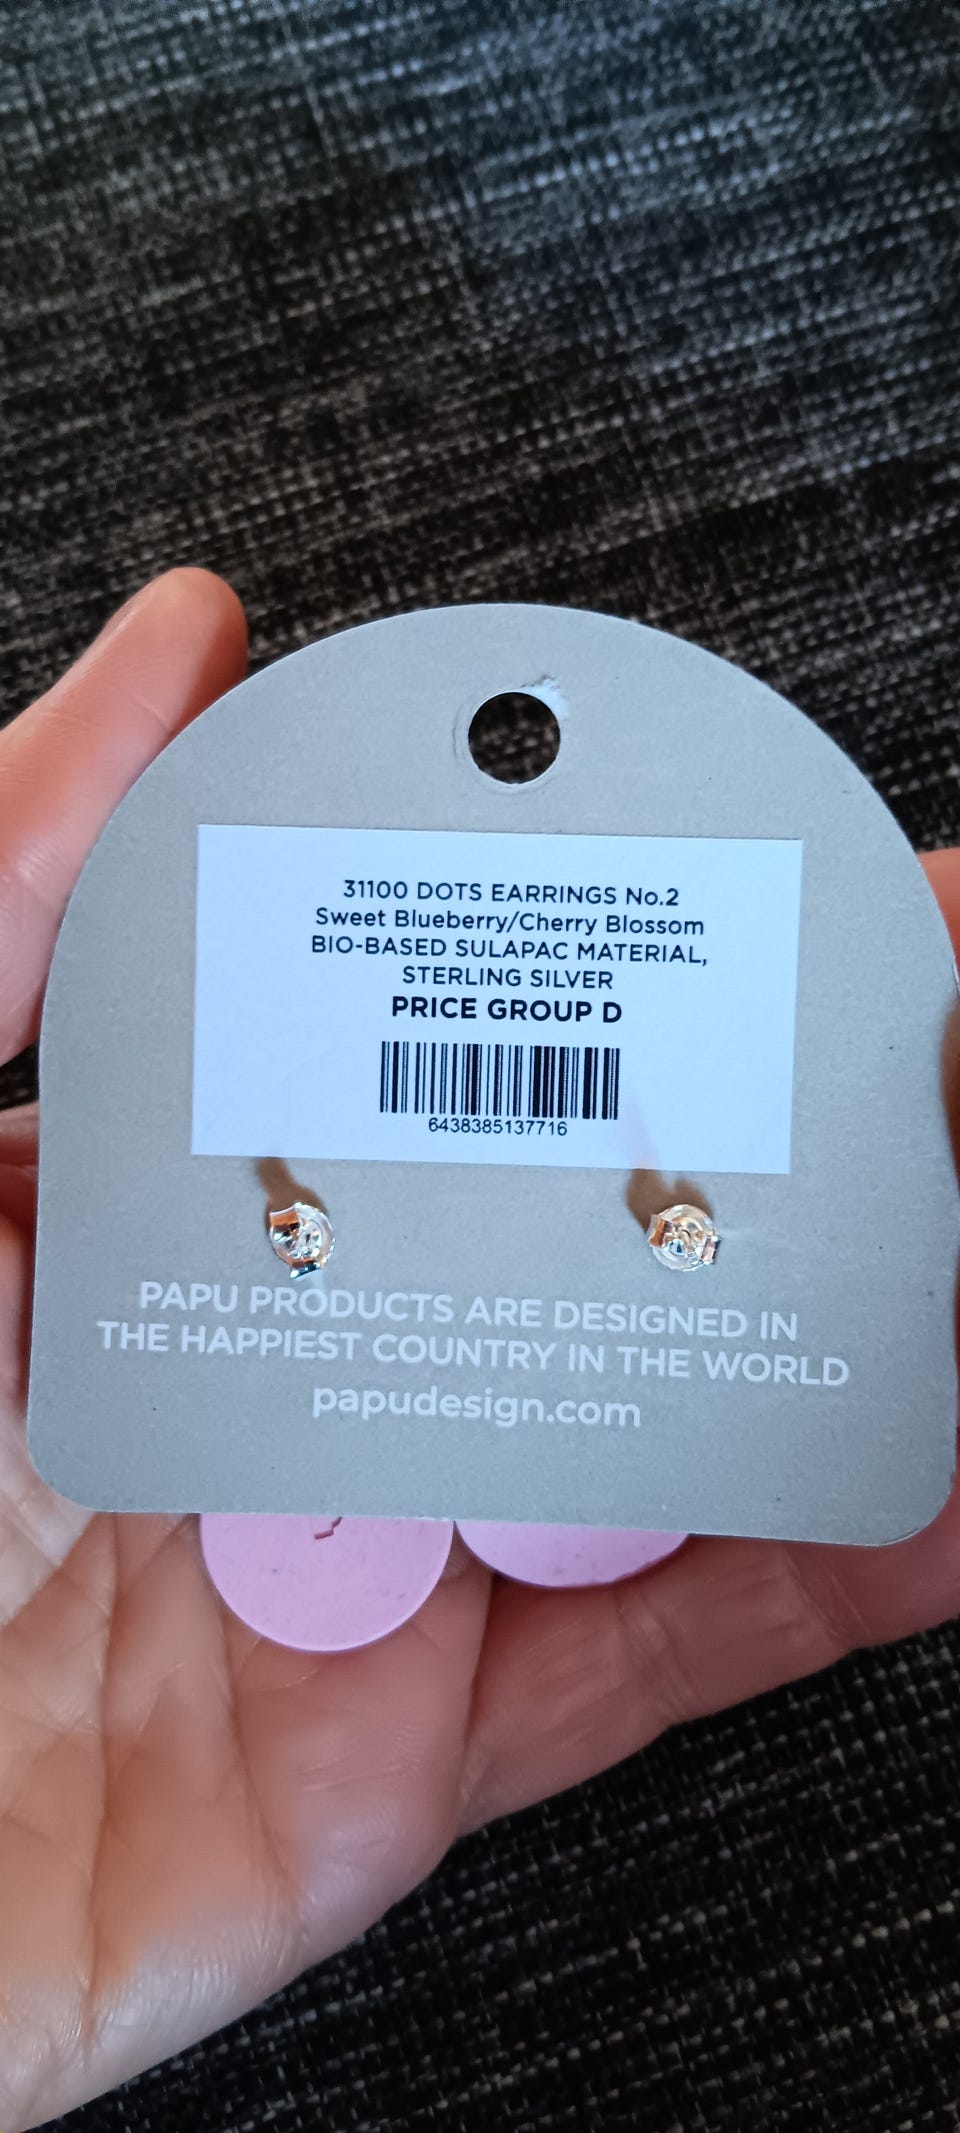 31100 DOTS EARRINGS No.2
Sweet Blueberry/Cherry Blossom
BIO-BASED SULAPAC MATERIAL,
STERLING SILVER
PRICE GROUP D
6438385137716
PAPU PRODUCTS ARE DESIGNED IN
THE HAPPIEST COUNTRY IN THE WORLD
papudesign.com